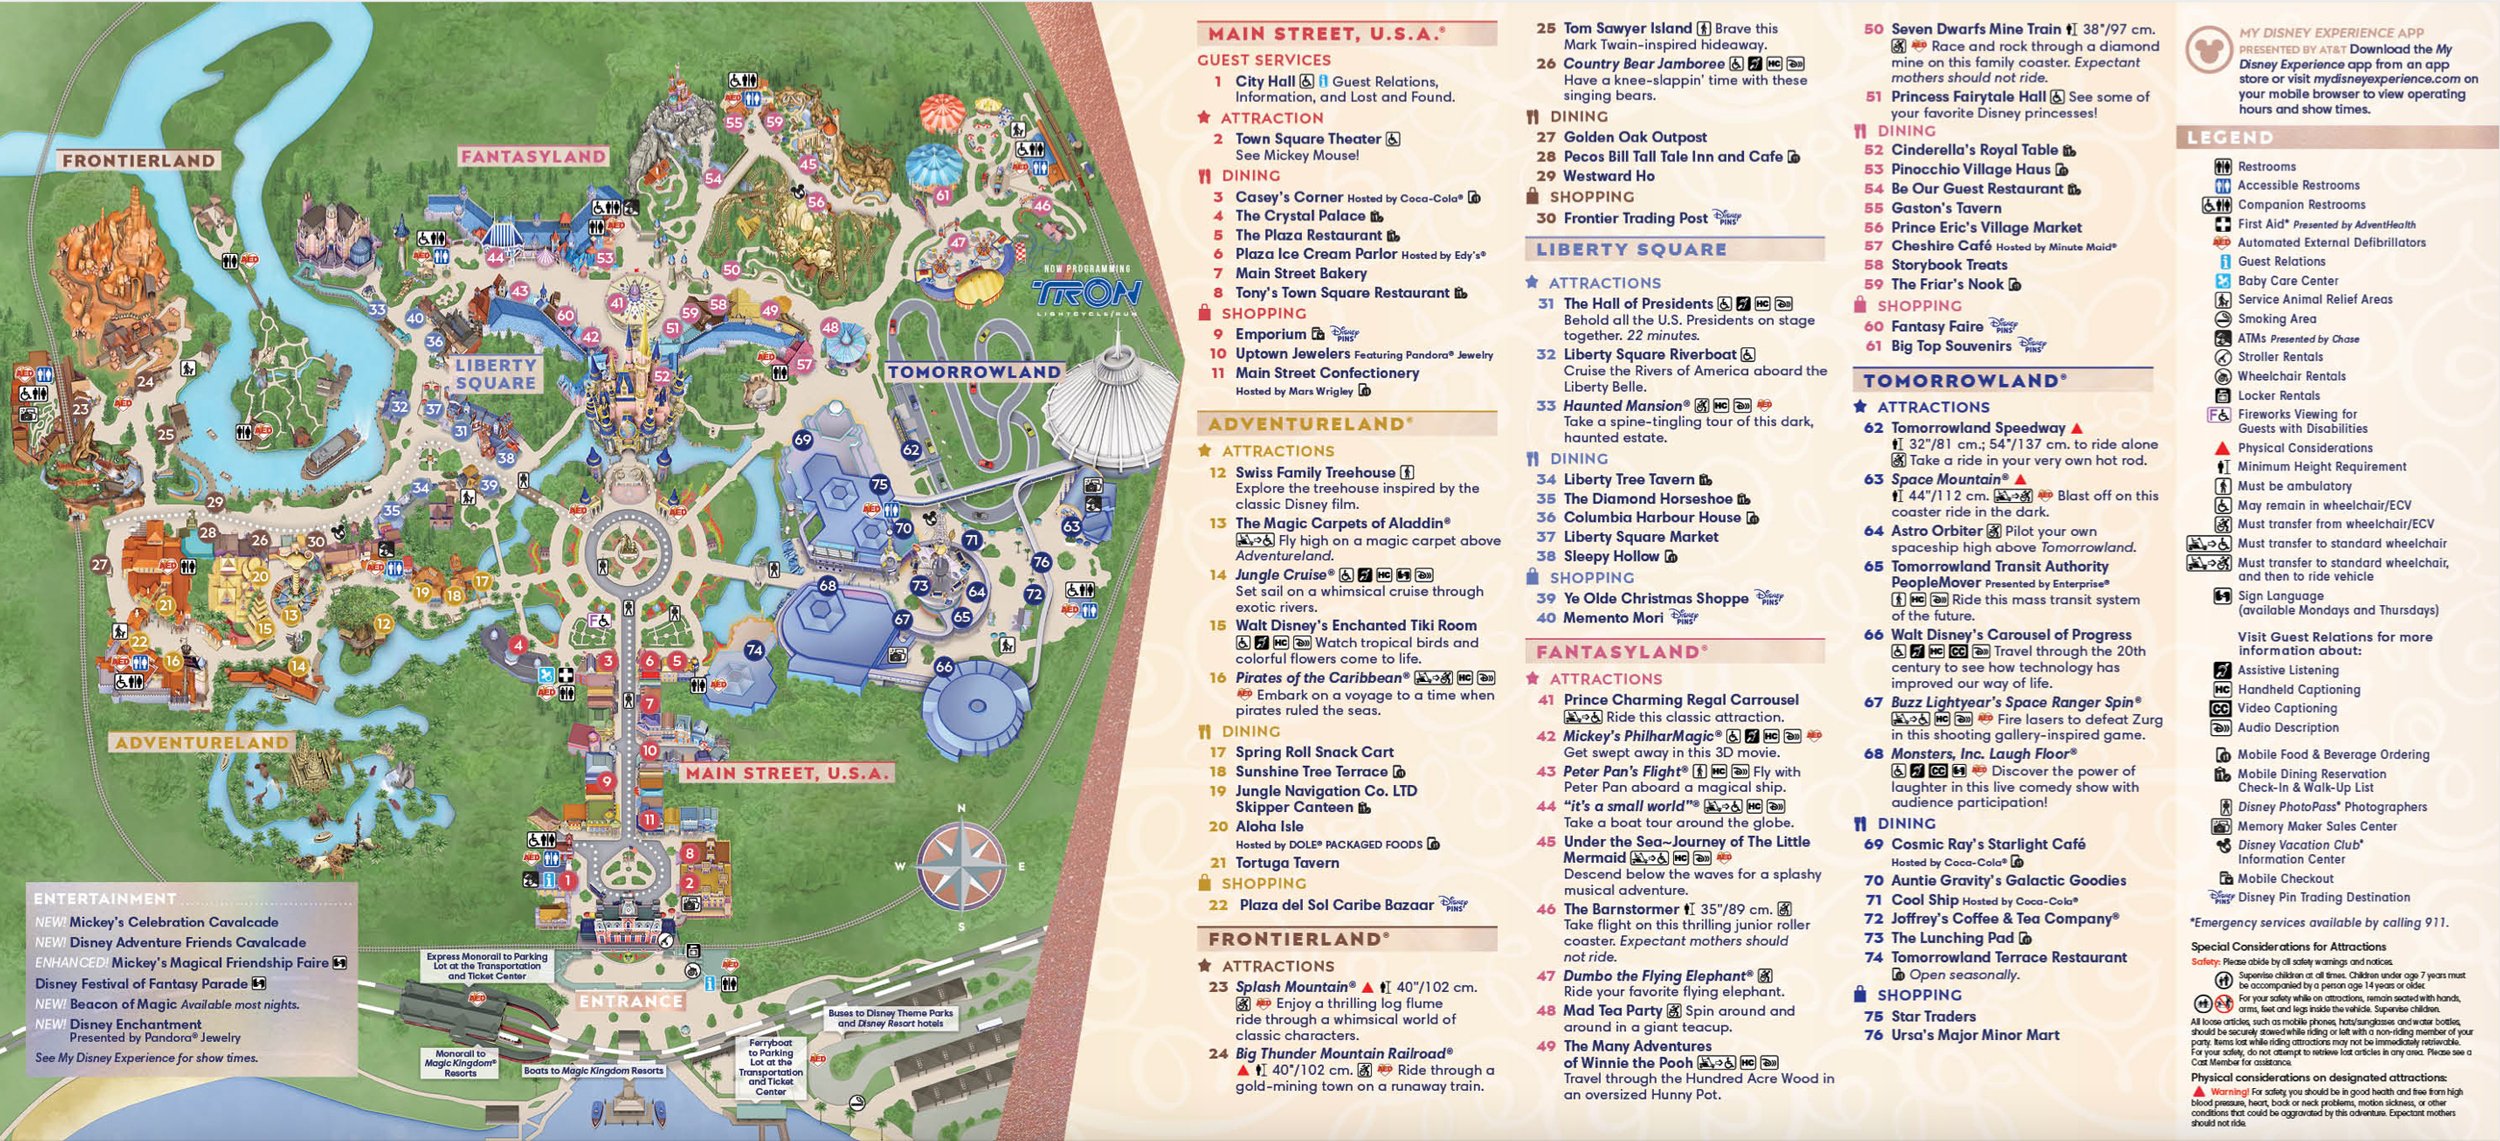 FRONTIERLAND
FANTASYLAND
LIBERTY
SQUARE
NOW PROGRAMMING
TRON
LIGHTCYCLE/RUN
TOMORROWLAND
ADVENTURELAND
MAIN STREET, U.S.A.
N
W E
S
ENTRANCE
Express Monorail to Parking
Lot at the Transportation
and Ticket Center
Monorail to
Magic Kingdom®
Resorts
Boats to Magic Kingdom Resorts
Ferryboat
to Parking
Lot at the
Transportation
and Ticket
Center
Buses to Disney Theme Parks
and Disney Resort hotels
ENTERTAINMENT
NEW! Mickey's Celebration Cavalcade
NEW! Disney Adventure Friends Cavalcade
ENHANCED! Mickey's Magical Friendship Faire
Disney Festival of Fantasy Parade
NEW! Beacon of Magic Available most nights.
NEW! Disney Enchantment
Presented by Pandora® Jewelry
See My Disney Experience for show times.
MAIN STREET, U.S.A.®
GUEST SERVICES
1 City Hall Guest Relations,
Information, and Lost and Found.
ATTRACTION
2 Town Square Theater
See Mickey Mouse!
DINING
3 Casey's Corner Hosted by Coca-Cola®
4 The Crystal Palace
5 The Plaza Restaurant
6 Plaza Ice Cream Parlor Hosted by Edy's®
7 Main Street Bakery
8 Tony's Town Square Restaurant
SHOPPING
9 Emporium Disney PINS
10 Uptown Jewelers Featuring Pandora® Jewelry
11 Main Street Confectionery
Hosted by Mars Wrigley
ADVENTURELAND®
ATTRACTIONS
12 Swiss Family Treehouse
Explore the treehouse inspired by the
classic Disney film.
13 The Magic Carpets of Aladdin®
Fly high on a magic carpet above
Adventureland.
14 Jungle Cruise® HC
Set sail on a whimsical cruise through
exotic rivers.
15 Walt Disney's Enchanted Tiki Room
HC Watch tropical birds and
colorful flowers come to life.
16 Pirates of the Caribbean® HC
AED Embark on a voyage to a time when
pirates ruled the seas.
DINING
17 Spring Roll Snack Cart
18 Sunshine Tree Terrace
19 Jungle Navigation Co. LTD
Skipper Canteen
20 Aloha Isle
Hosted by DOLE® PACKAGED FOODS
21 Tortuga Tavern
SHOPPING
22 Plaza del Sol Caribe Bazaar Disney PINS
FRONTIERLAND®
ATTRACTIONS
23 Splash Mountain® 40"/102 cm.
AED Enjoy a thrilling log flume
ride through a whimsical world of
classic characters.
24 Big Thunder Mountain Railroad®
40"/102 cm. AED Ride through a
gold-mining town on a runaway train.
25 Tom Sawyer Island Brave this
Mark Twain-inspired hideaway.
26 Country Bear Jamboree HC
Have a knee-slappin' time with these
singing bears.
DINING
27 Golden Oak Outpost
28 Pecos Bill Tall Tale Inn and Cafe
29 Westward Ho
SHOPPING
30 Frontier Trading Post Disney PINS
LIBERTY SQUARE
ATTRACTIONS
31 The Hall of Presidents HC
Behold all the U.S. Presidents on stage
together. 22 minutes.
32 Liberty Square Riverboat
Cruise the Rivers of America aboard the
Liberty Belle.
33 Haunted Mansion® HC AED
Take a spine-tingling tour of this dark,
haunted estate.
DINING
34 Liberty Tree Tavern
35 The Diamond Horseshoe
36 Columbia Harbour House
37 Liberty Square Market
38 Sleepy Hollow
SHOPPING
39 Ye Olde Christmas Shoppe Disney PINS
40 Memento Mori Disney PINS
FANTASYLAND®
ATTRACTIONS
41 Prince Charming Regal Carrousel
Ride this classic attraction.
42 Mickey's PhilharMagic® HC AED
Get swept away in this 3D movie.
43 Peter Pan's Flight® HC Fly with
Peter Pan aboard a magical ship.
44 "it's a small world"® HC
Take a boat tour around the globe.
45 Under the Sea~Journey of The Little
Mermaid HC AED
Descend below the waves for a splashy
musical adventure.
46 The Barnstormer 35"/89 cm.
Take flight on this thrilling junior roller
coaster. Expectant mothers should
not ride.
47 Dumbo the Flying Elephant®
Ride your favorite flying elephant.
48 Mad Tea Party Spin around and
around in a giant teacup.
49 The Many Adventures
of Winnie the Pooh HC
Travel through the Hundred Acre Wood in
an oversized Hunny Pot.
50 Seven Dwarfs Mine Train 38"/97 cm.
AED Race and rock through a diamond
mine on this family coaster. Expectant
mothers should not ride.
51 Princess Fairytale Hall See some of
your favorite Disney princesses!
DINING
52 Cinderella's Royal Table
53 Pinocchio Village Haus
54 Be Our Guest Restaurant
55 Gaston's Tavern
56 Prince Eric's Village Market
57 Cheshire Café Hosted by Minute Maid®
58 Storybook Treats
59 The Friar's Nook
SHOPPING
60 Fantasy Faire Disney PINS
61 Big Top Souvenirs Disney PINS
TOMORROWLAND®
ATTRACTIONS
62 Tomorrowland Speedway
32"/81 cm.; 54"/137 cm. to ride alone
Take a ride in your very own hot rod.
63 Space Mountain®
44"/112 cm. AED Blast off on this
coaster ride in the dark.
64 Astro Orbiter Pilot your own
spaceship high above Tomorrowland.
65 Tomorrowland Transit Authority
PeopleMover Presented by Enterprise®
HC Ride this mass transit system
of the future.
66 Walt Disney's Carousel of Progress
HC CC Travel through the 20th
century to see how technology has
improved our way of life.
67 Buzz Lightyear's Space Ranger Spin®
HC AED Fire lasers to defeat Zurg
in this shooting gallery-inspired game.
68 Monsters, Inc. Laugh Floor®
CC AED Discover the power of
laughter in this live comedy show with
audience participation!
DINING
69 Cosmic Ray's Starlight Café
Hosted by Coca-Cola®
70 Auntie Gravity's Galactic Goodies
71 Cool Ship Hosted by Coca-Cola®
72 Joffrey's Coffee & Tea Company®
73 The Lunching Pad
74 Tomorrowland Terrace Restaurant
Open seasonally.
SHOPPING
75 Star Traders
76 Ursa's Major Minor Mart
MY DISNEY EXPERIENCE APP
PRESENTED BY AT&T Download the My
Disney Experience app from an app
store or visit mydisneyexperience.com on
your mobile browser to view operating
hours and show times.
LEGEND
Restrooms
Accessible Restrooms
Companion Restrooms
First Aid* Presented by AdventHealth
AED Automated External Defibrillators
Guest Relations
Baby Care Center
Service Animal Relief Areas
Smoking Area
ATMs Presented by Chase
Stroller Rentals
Wheelchair Rentals
Locker Rentals
F Fireworks Viewing for
Guests with Disabilities
Physical Considerations
Minimum Height Requirement
Must be ambulatory
May remain in wheelchair/ECV
Must transfer from wheelchair/ECV
Must transfer to standard wheelchair
Must transfer to standard wheelchair,
and then to ride vehicle
Sign Language
(available Mondays and Thursdays)
Visit Guest Relations for more
information about:
Assistive Listening
HC Handheld Captioning
CC Video Captioning
Audio Description
Mobile Food & Beverage Ordering
Mobile Dining Reservation
Check-In & Walk-Up List
Disney PhotoPass® Photographers
Memory Maker Sales Center
Disney Vacation Club®
Information Center
Mobile Checkout
Disney PINS Disney Pin Trading Destination
*Emergency services available by calling 911.
Special Considerations for Attractions
Safety: Please abide by all safety warnings and notices.
Supervise children at all times. Children under age 7 years must
be accompanied by a person age 14 years or older.
For your safety while on attractions, remain seated with hands,
arms, feet and legs inside the vehicle. Supervise children.
All loose articles, such as mobile phones, hats/sunglasses and water bottles,
should be securely stowed while riding or left with a non-riding member of your
party. Items lost while riding attractions may not be immediately retrievable.
For your safety, do not attempt to retrieve lost articles in any area. Please see a
Cast Member for assistance.
Physical considerations on designated attractions:
Warning! For safety, you should be in good health and free from high
blood pressure, heart, back or neck problems, motion sickness, or other
conditions that could be aggravated by this adventure. Expectant mothers
should not ride.